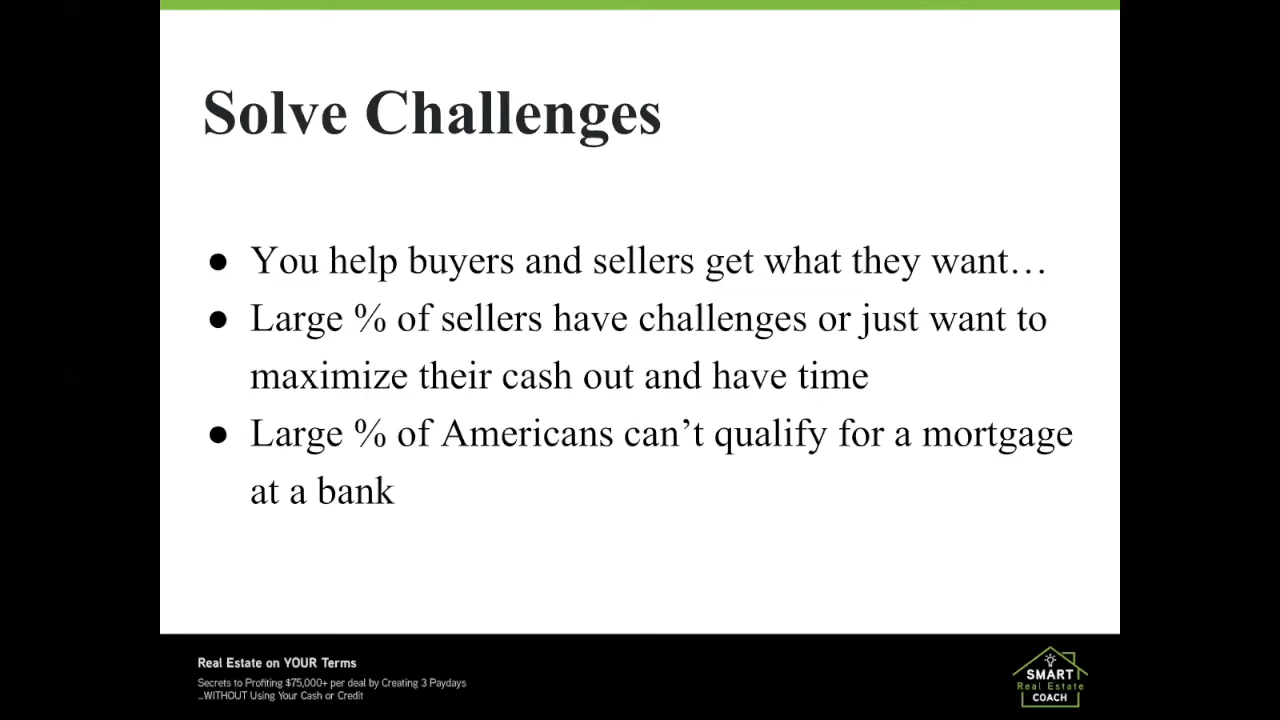 Solve Challenges
● You help buyers and sellers get what they want…
● Large % of sellers have challenges or just want to
maximize their cash out and have time
● Large % of Americans can’t qualify for a mortgage
at a bank
Real Estate on YOUR Terms
Secrets to Profiting $75,000+ per deal by Creating 3 Paydays
...WITHOUT Using Your Cash or Credit
SMART
Real Estate
COACH